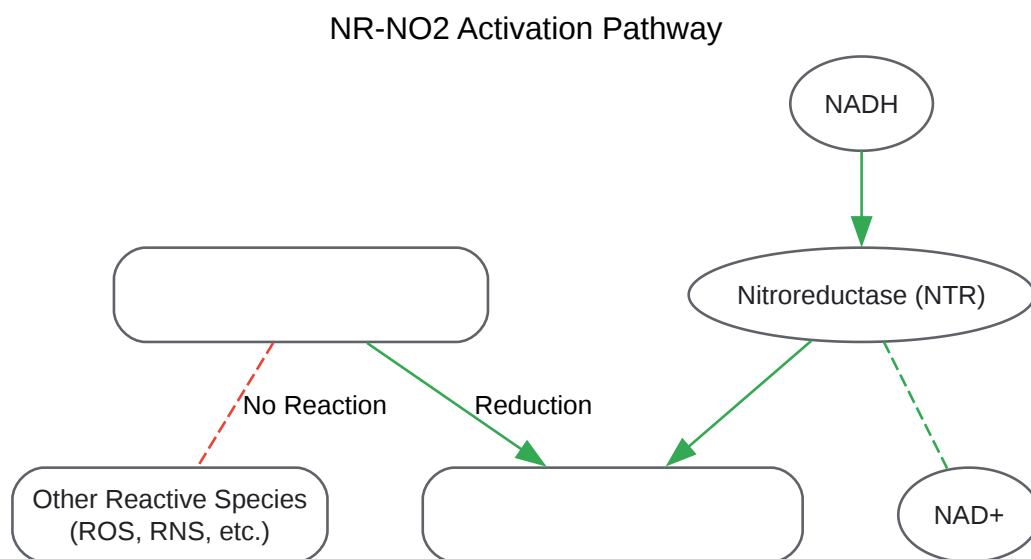 NR-NO2 Activation Pathway
NADH
Nitroreductase (NTR)
No Reaction
Reduction
Other Reactive Species
(ROS, RNS, etc.)
NAD+